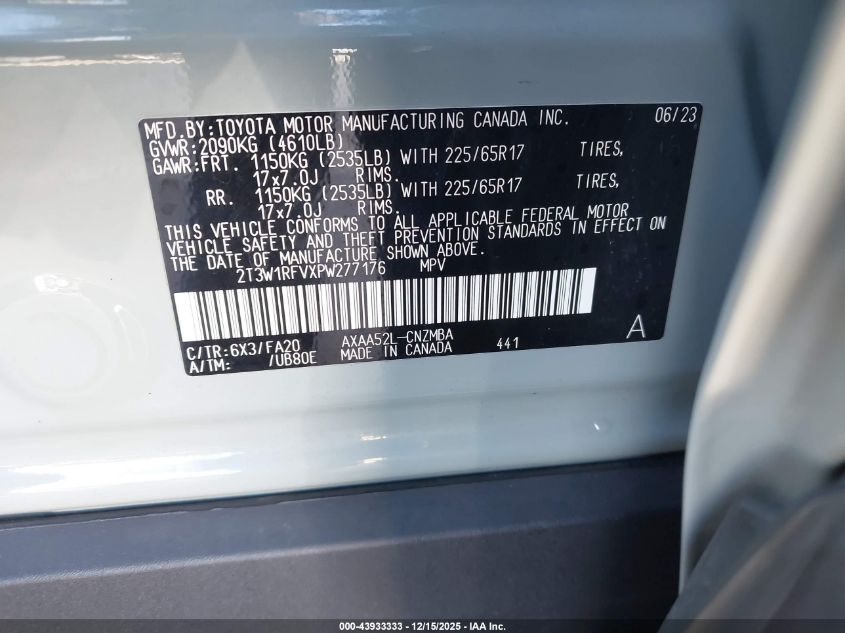 MFD.BY:TOYOTA MOTOR MANUFACTURING CANADA INC. 06/23
GVWR:2090KG (4610LB)
GAWR:FRT. 1150KG (2535LB) WITH 225/65R17 TIRES,
17x7.0J RIMS.
RR. 1150KG (2535LB) WITH 225/65R17 TIRES,
17x7.0J RIMS.
THIS VEHICLE CONFORMS TO ALL APPLICABLE FEDERAL MOTOR
VEHICLE SAFETY AND THEFT PREVENTION STANDARDS IN EFFECT ON
THE DATE OF MANUFACTURE SHOWN ABOVE.
2T3W1RFVXPW277176 MPV
C/TR:6X3/FA20 AXAA52L-CNZMBA 441 A
A/TM: /UB80E MADE IN CANADA
000-43933333 - 12/15/2025 - IAA Inc.